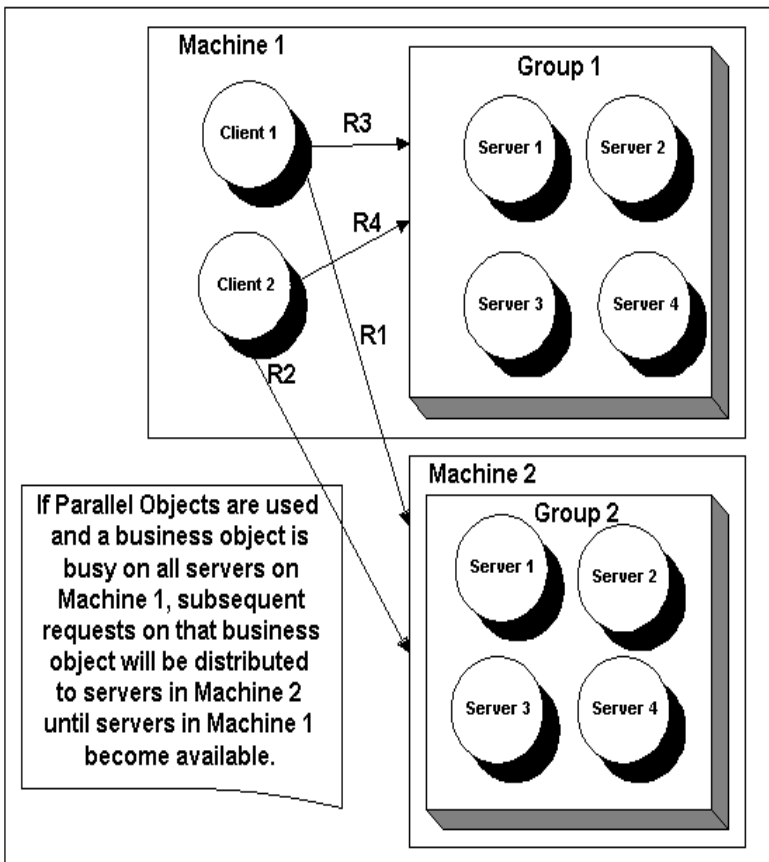 Machine 1
Group 1
Client 1
R3
Server 1
Server 2
R4
Client 2
Server 3
Server 4
R1
R2
Machine 2
Group 2
Server 1
Server 2
Server 3
Server 4
If Parallel Objects are used
and a business object is
busy on all servers on
Machine 1, subsequent
requests on that business
object will be distributed
to servers in Machine 2
until servers in Machine 1
become available.